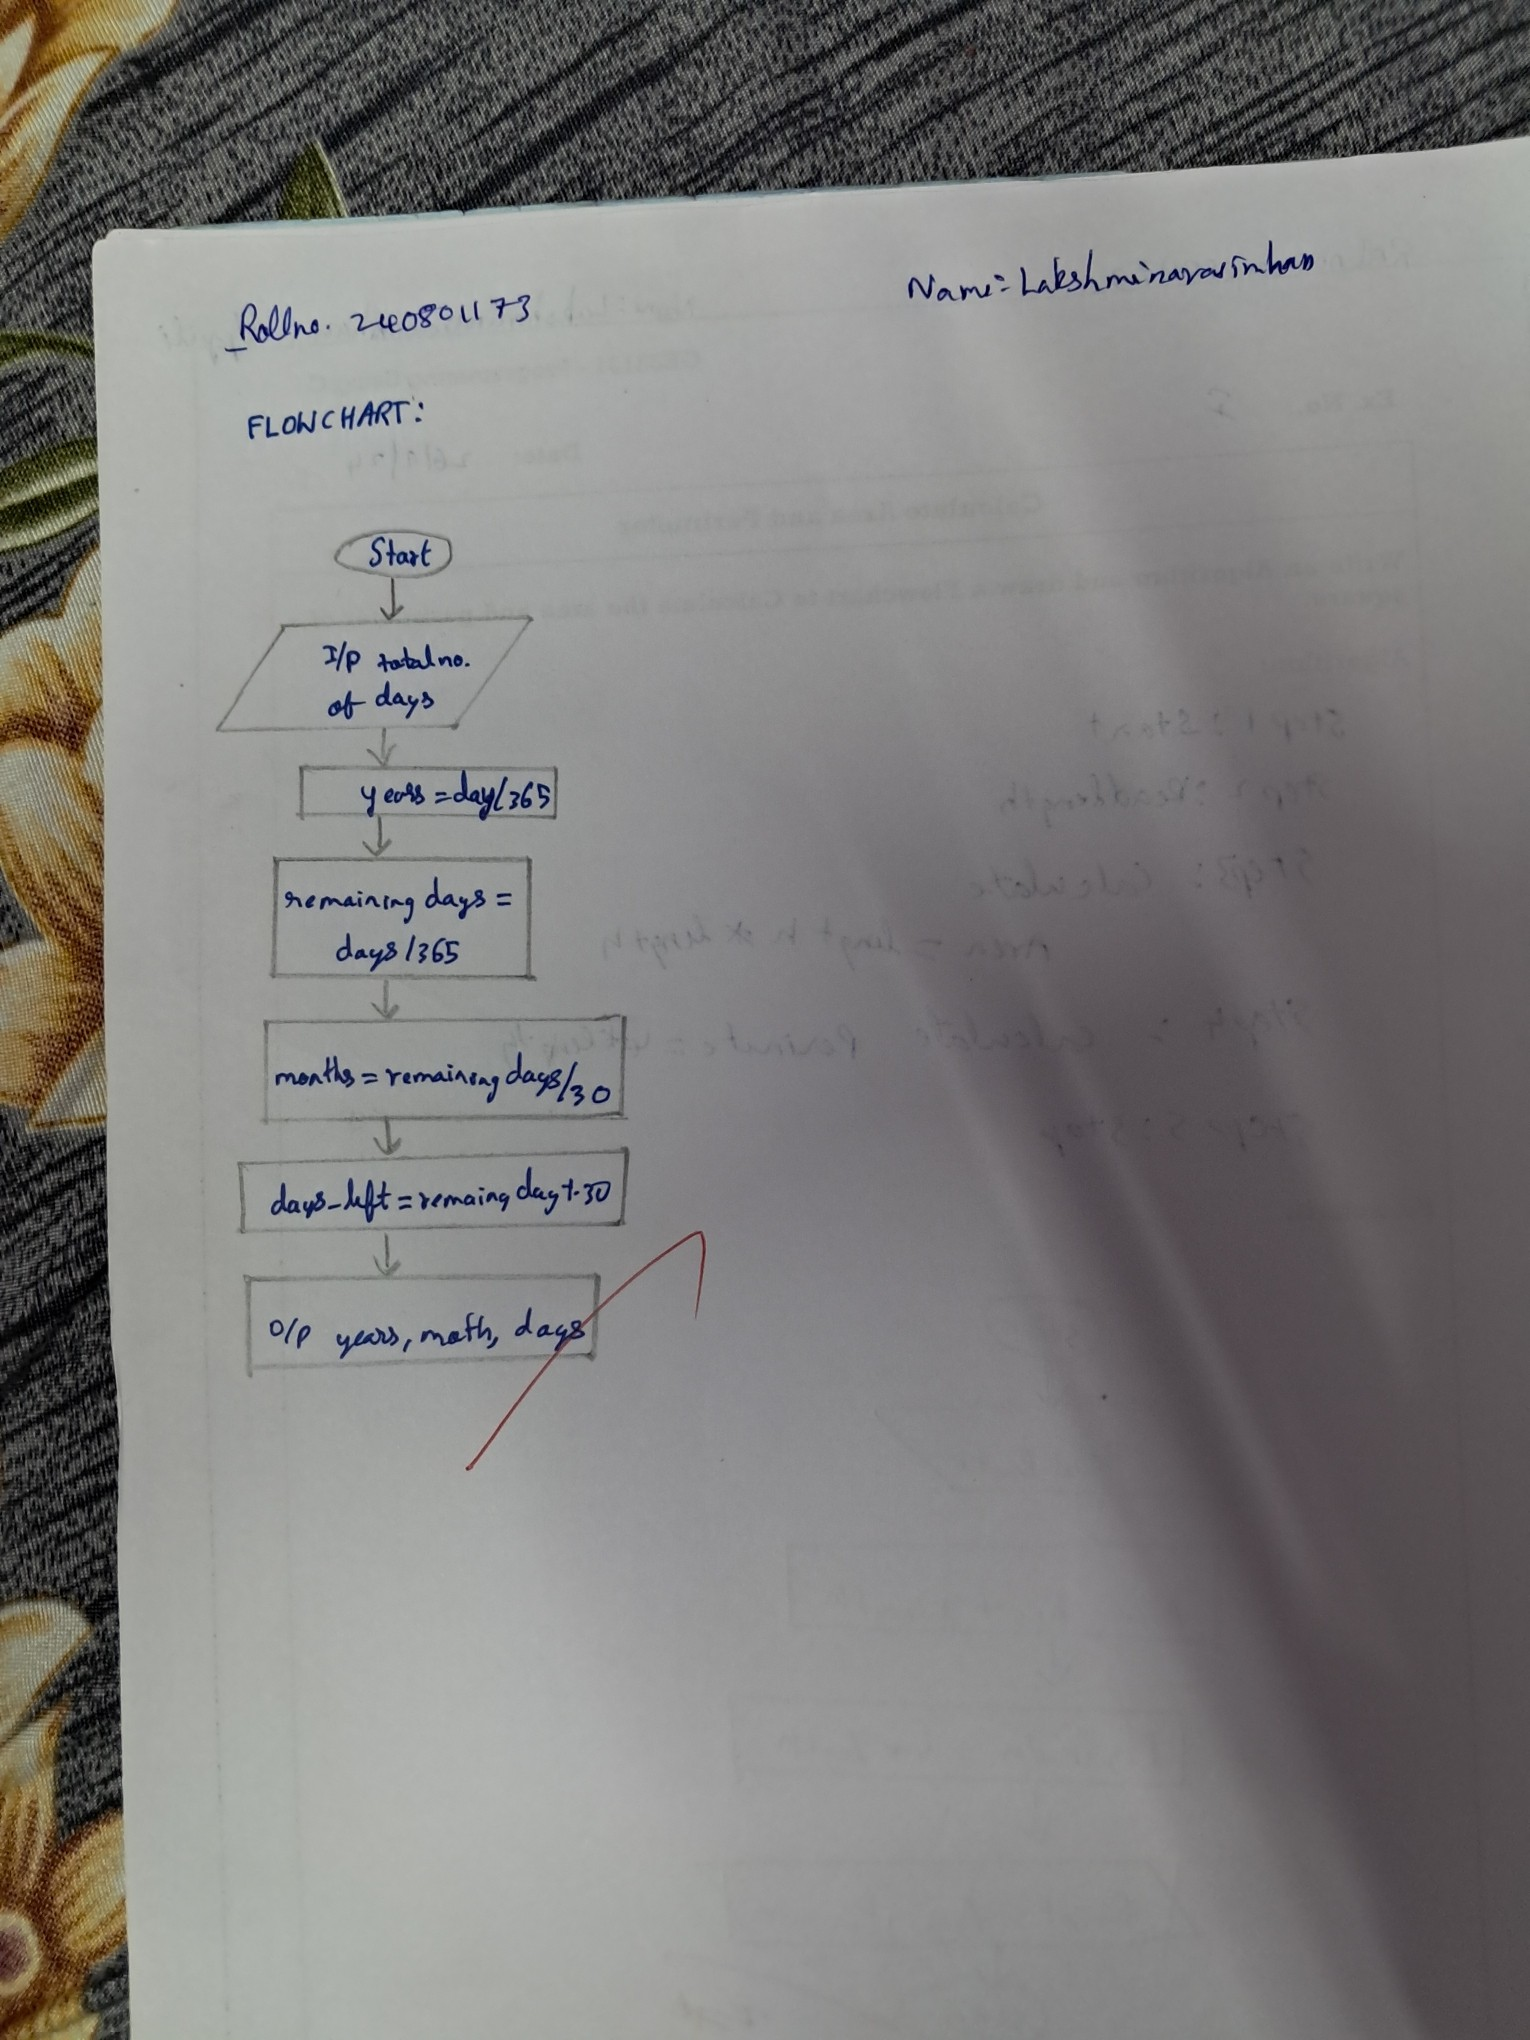 Rollno. 240801173
Name:- Lakshminarasimhan
FLOWCHART:
Start
I/P total no.
of days
years = day/365
remaining days =
days/365
months = remaining days/30
days_left = remaing day%30
O/P years, moth, days